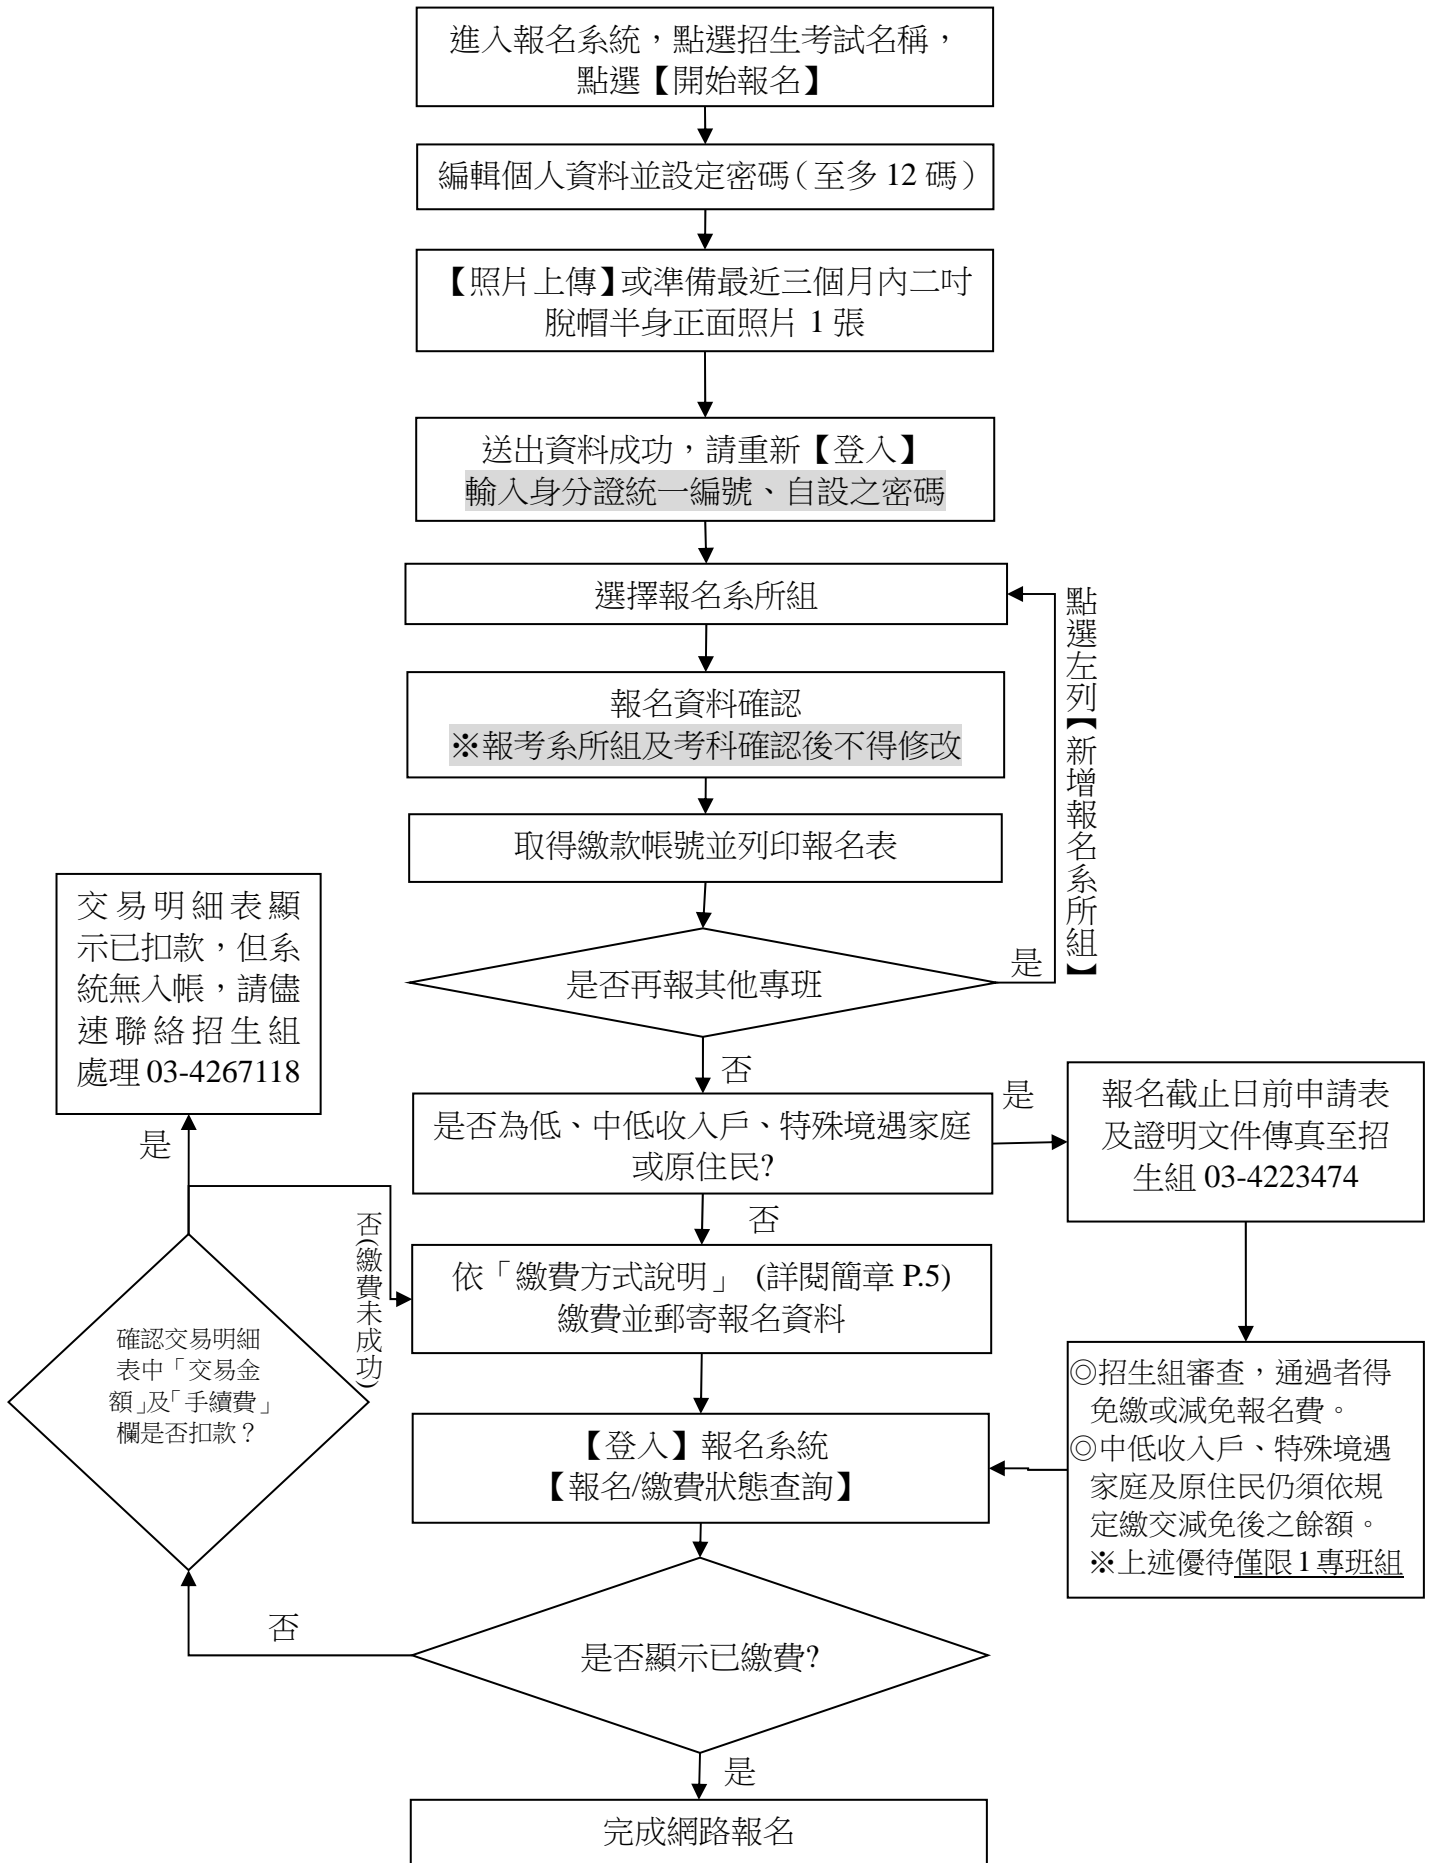 進入報名系統，點選招生考試名稱，
點選【開始報名】
編輯個人資料並設定密碼（至多 12 碼）
【照片上傳】或準備最近三個月內二吋
脫帽半身正面照片 1 張
送出資料成功，請重新【登入】
輸入身分證統一編號、自設之密碼
選擇報名系所組
點選左列【新增報名系所組】
報名資料確認
※報考系所組及考科確認後不得修改
取得繳款帳號並列印報名表
是否再報其他專班
是
否
交易明細表顯
示已扣款，但系
統無入帳，請儘
速聯絡招生組
處理 03-4267118
是
是否為低、中低收入戶、特殊境遇家庭
或原住民?
是
報名截止日前申請表
及證明文件傳真至招
生組 03-4223474
否
否(繳費未成功)
依「繳費方式說明」 (詳閱簡章 P.5)
繳費並郵寄報名資料
確認交易明細
表中「交易金
額」及「手續費」
欄是否扣款？
◎招生組審查，通過者得
免繳或減免報名費。
◎中低收入戶、特殊境遇
家庭及原住民仍須依規
定繳交減免後之餘額。
※上述優待僅限 1 專班組
【登入】報名系統
【報名/繳費狀態查詢】
否
是否顯示已繳費?
是
完成網路報名